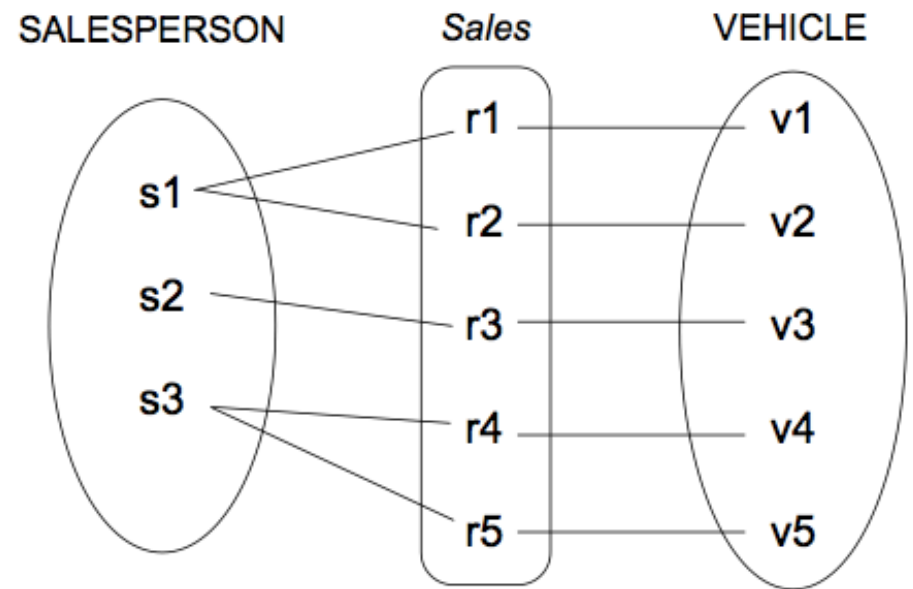 SALESPERSON Sales VEHICLE
r1 v1
s1
r2 v2
s2
r3 v3
s3
r4 v4
r5 v5